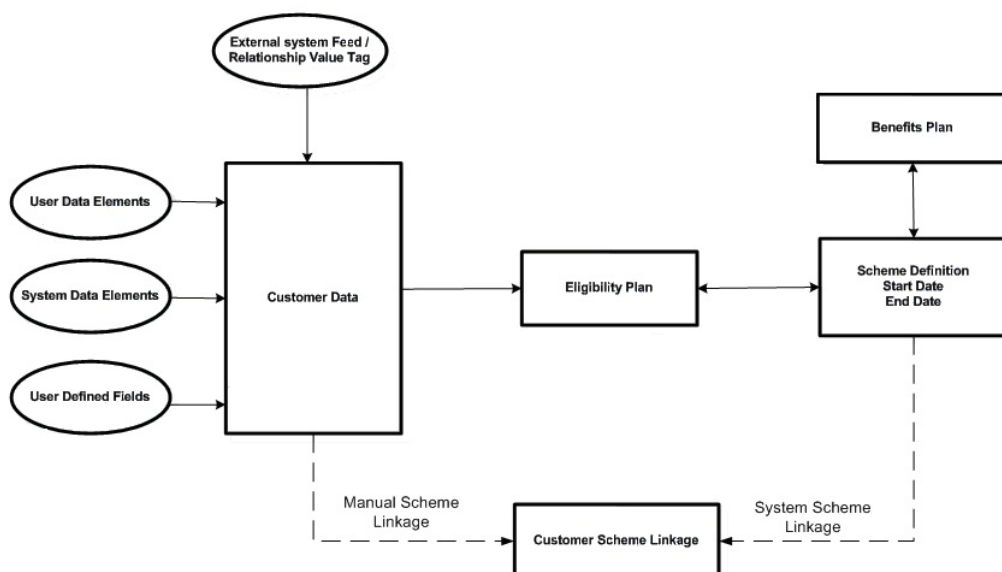 External system Feed /
Relationship Value Tag
Benefits Plan
User Data Elements
System Data Elements
User Defined Fields
Customer Data
Eligibility Plan
Scheme Definition
Start Date
End Date
Manual Scheme
Linkage
System Scheme
Linkage
Customer Scheme Linkage